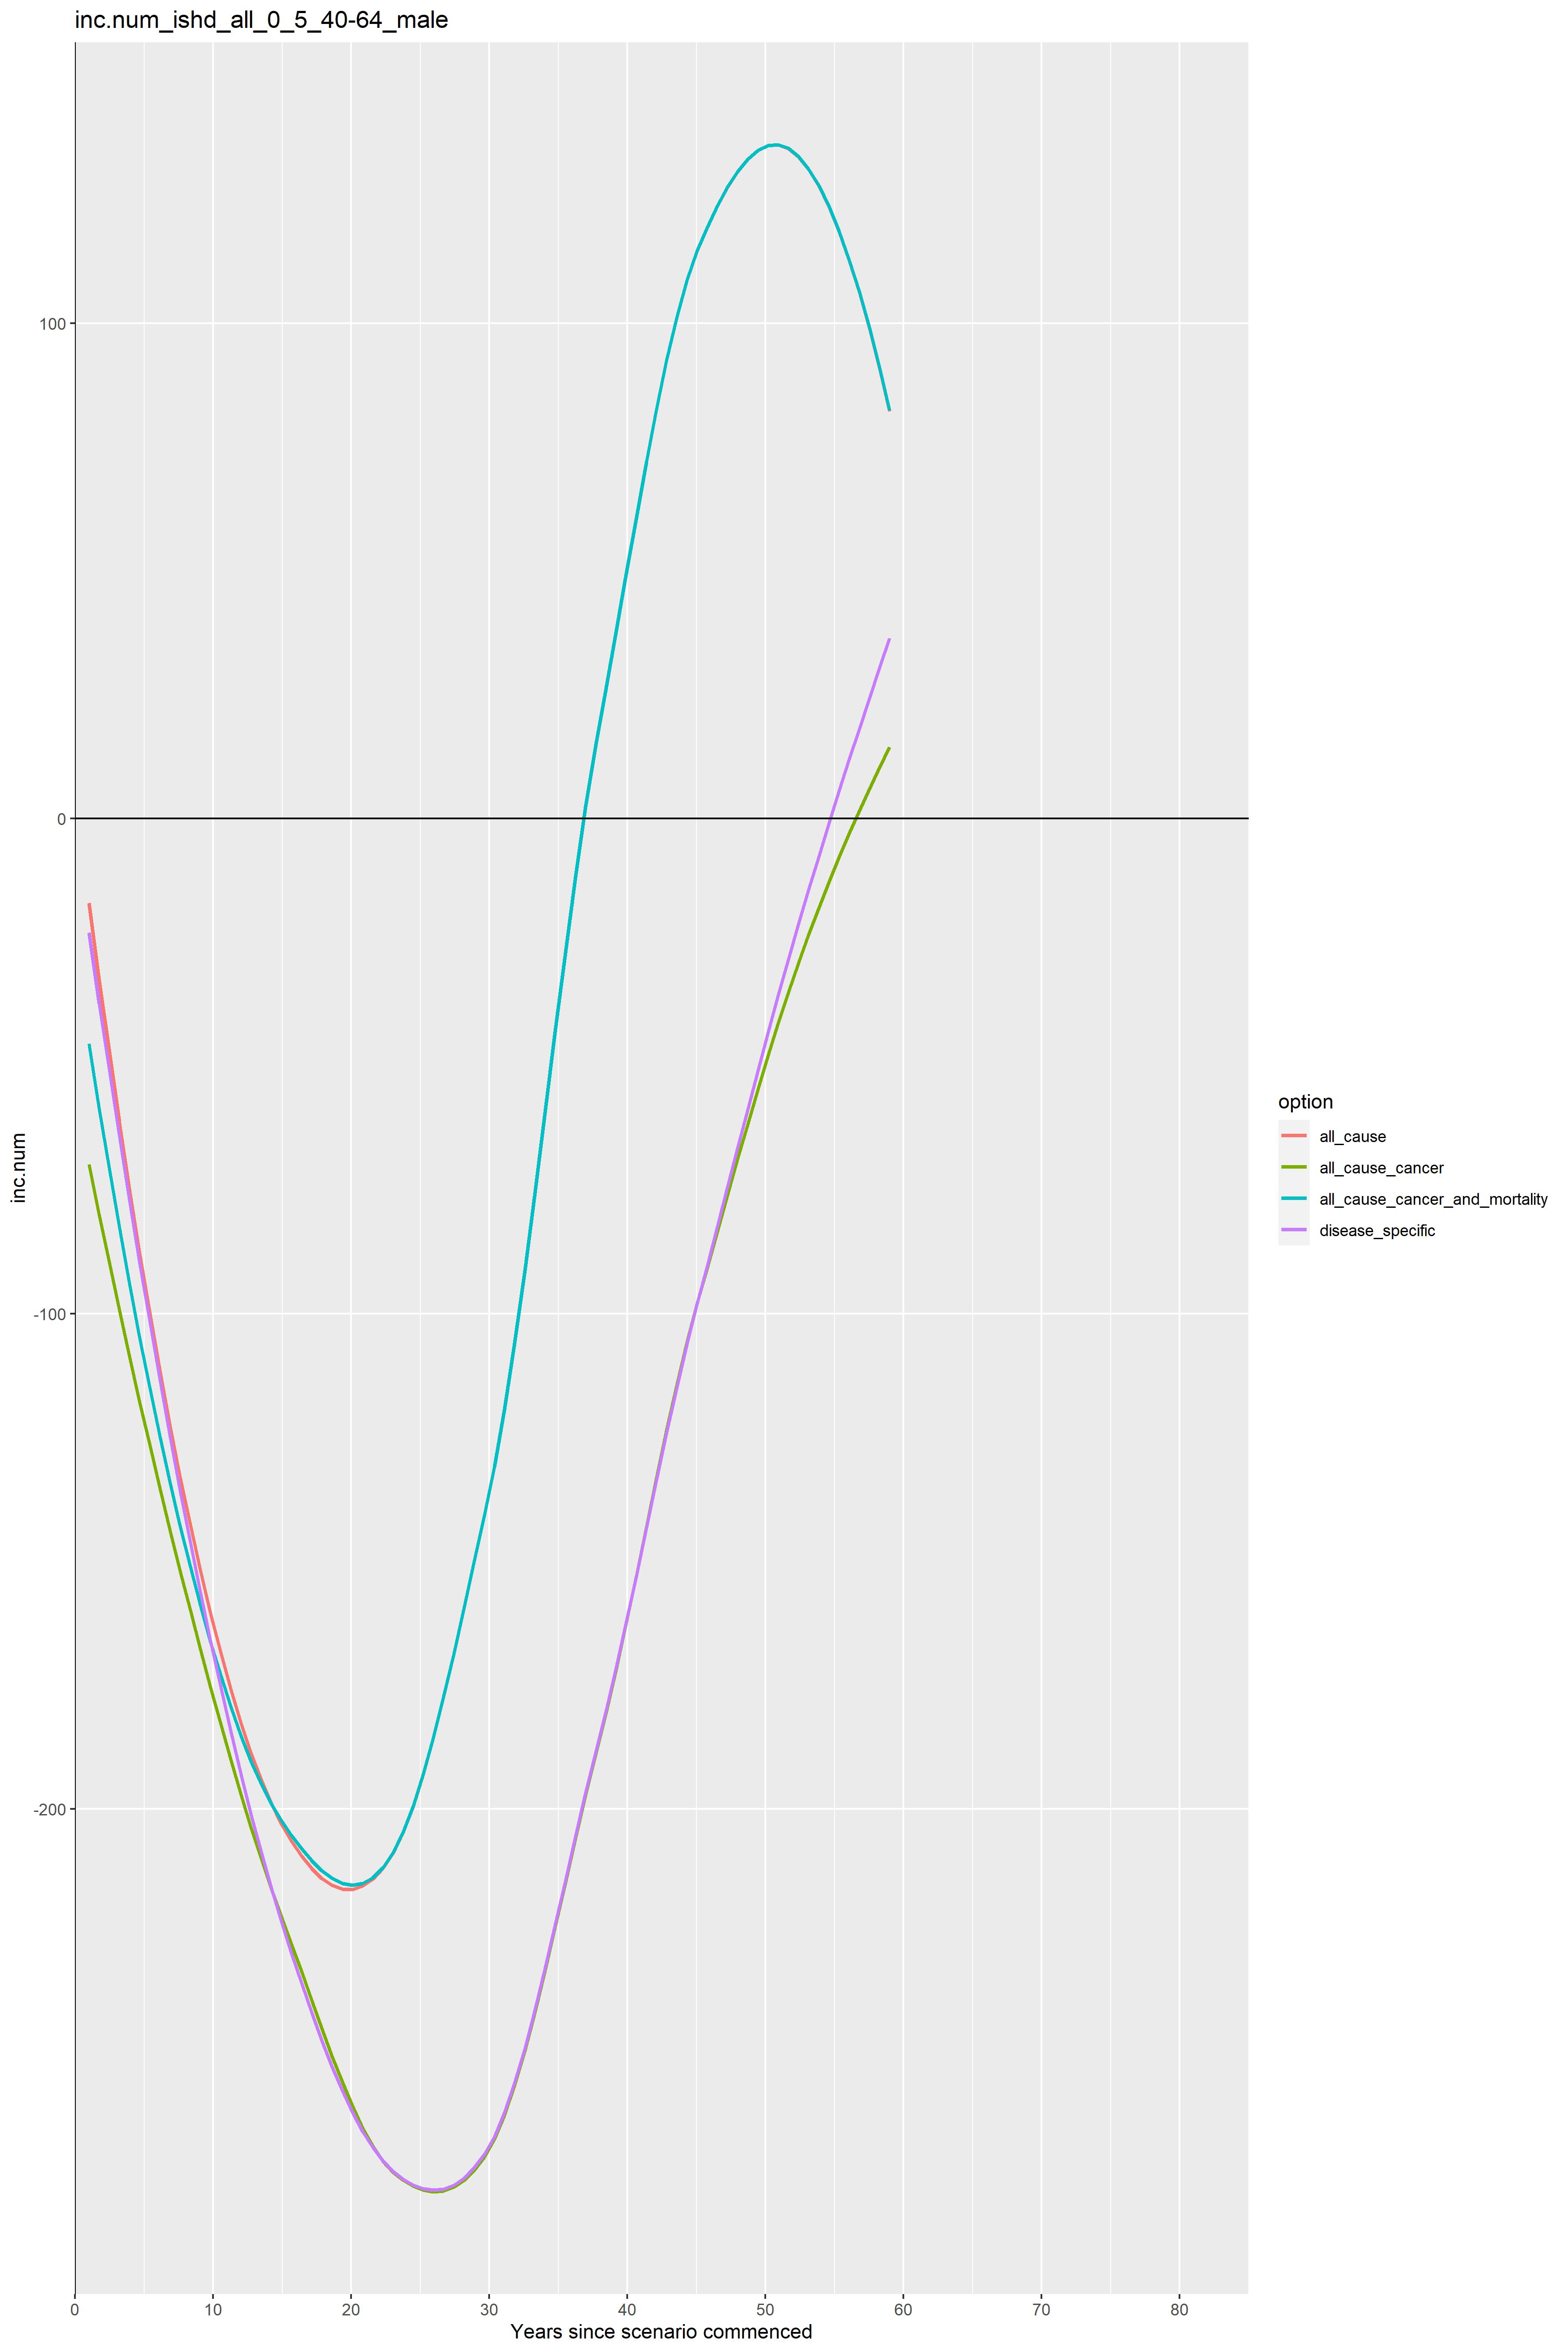 inc.num_ishd_all_0_5_40-64_male
100
0
-100
-200
inc.num
0 10 20 30 40 50 60 70 80
Years since scenario commenced
option
all_cause
all_cause_cancer
all_cause_cancer_and_mortality
disease_specific